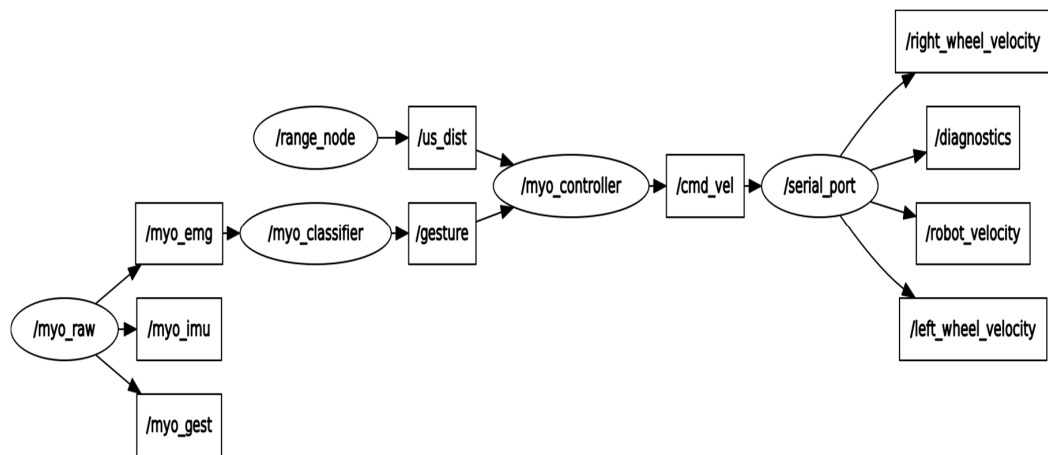 /right_wheel_velocity
/range_node
/us_dist
/diagnostics
/myo_controller
/cmd_vel
/serial_port
/myo_emg
/myo_classifier
/gesture
/robot_velocity
/myo_raw
/myo_imu
/left_wheel_velocity
/myo_gest